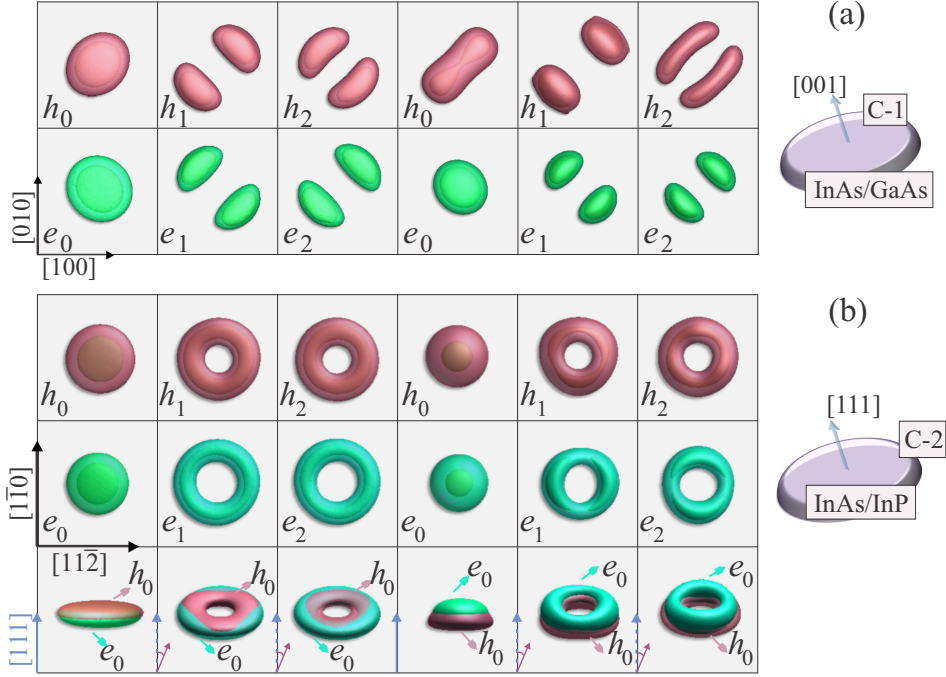 (a)
h₀ h₁ h₂ h₀ h₁ h₂
[001]
C-1
InAs/GaAs
e₀ e₁ e₂ e₀ e₁ e₂
[010]
[100]
(b)
h₀ h₁ h₂ h₀ h₁ h₂
[111]
C-2
InAs/InP
e₀ e₁ e₂ e₀ e₁ e₂
[11̄0]
[112̄]
h₀ h₀ h₀ e₀ e₀ e₀
e₀ e₀ e₀ h₀ h₀ h₀
[111]